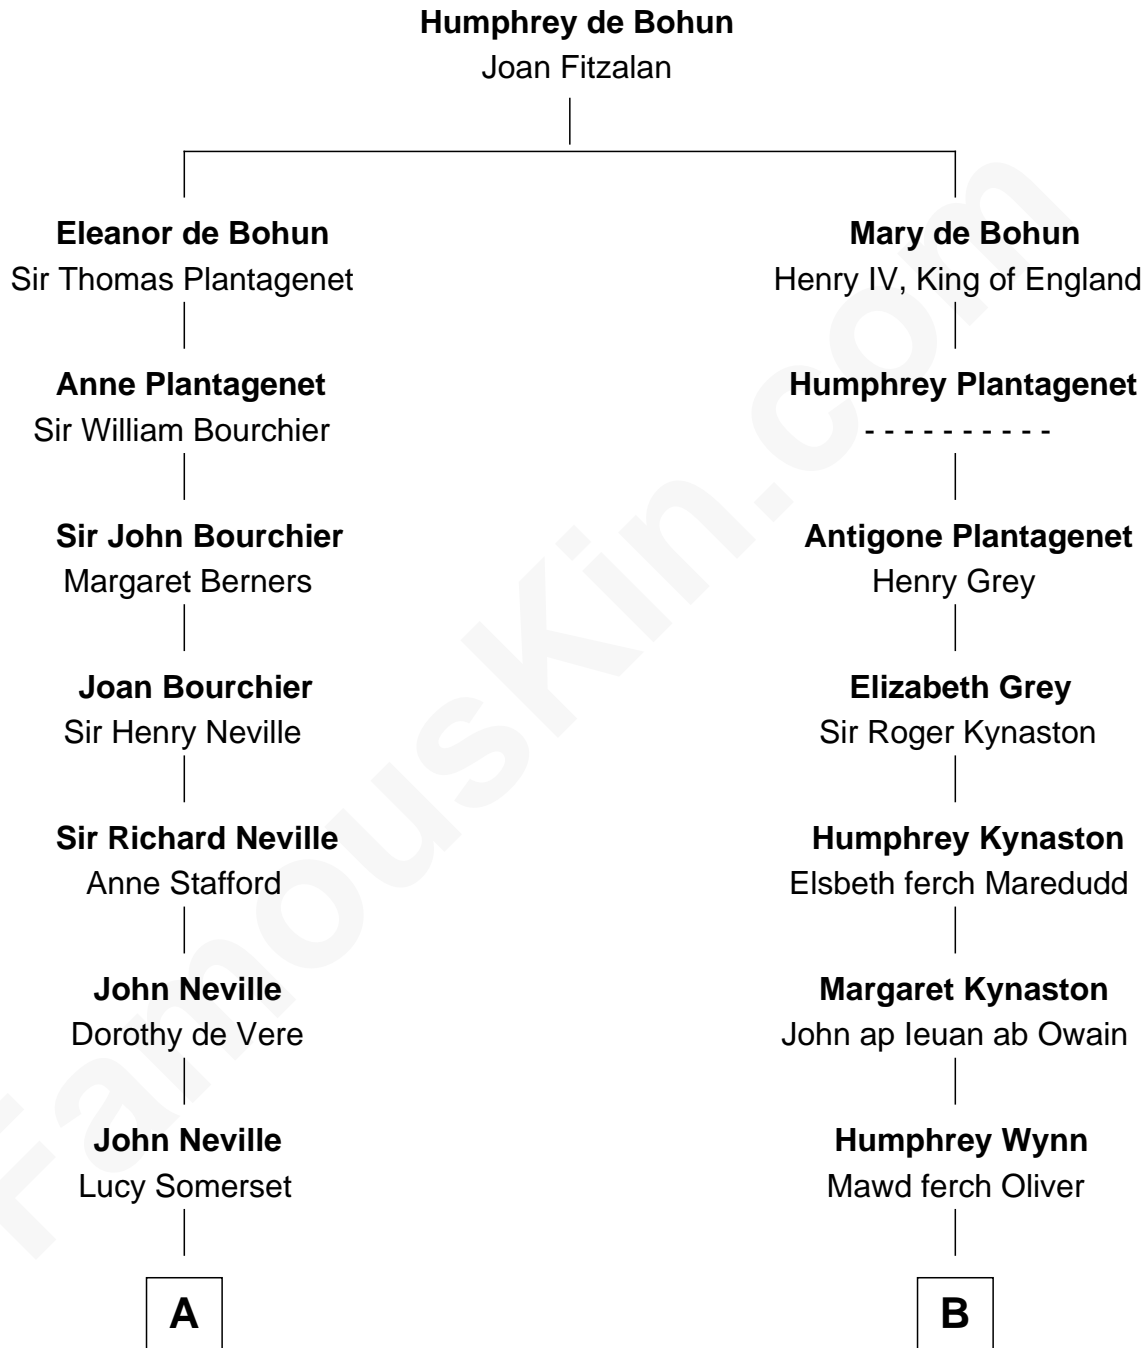 Humphrey de Bohun
Joan Fitzalan
Eleanor de Bohun
Sir Thomas Plantagenet
Mary de Bohun
Henry IV, King of England
Anne Plantagenet
Sir William Bourchier
Humphrey Plantagenet
- - - - - - - - - -
Sir John Bourchier
Margaret Berners
Antigone Plantagenet
Henry Grey
Joan Bourchier
Sir Henry Neville
Elizabeth Grey
Sir Roger Kynaston
Sir Richard Neville
Anne Stafford
Humphrey Kynaston
Elsbeth ferch Maredudd
John Neville
Dorothy de Vere
Margaret Kynaston
John ap Ieuan ab Owain
John Neville
Lucy Somerset
Humphrey Wynn
Mawd ferch Oliver
A
B
FamousKin.com